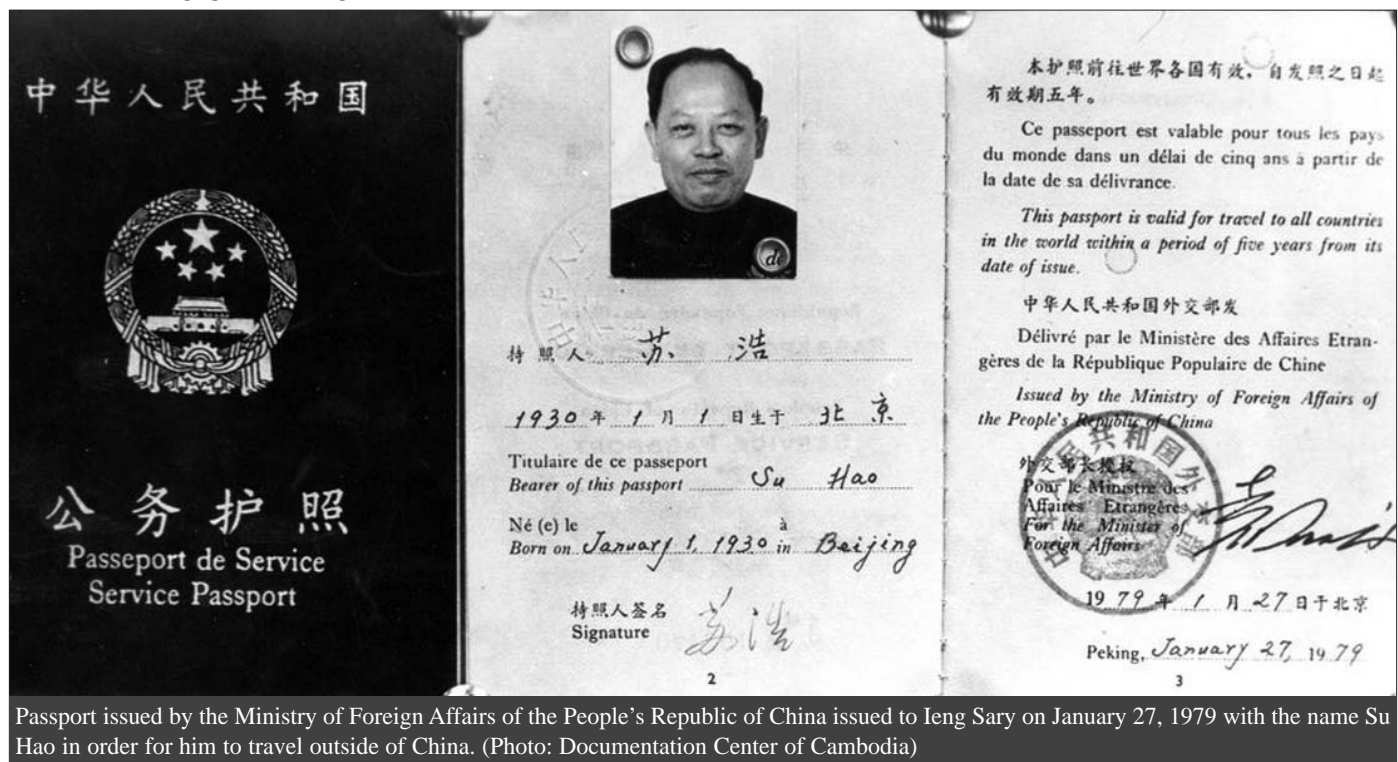 中华人民共和国
公务护照
Passeport de Service
Service Passport
持照人 苏 浩
1930年 1 月 1 日生于 北 京
Titulaire de ce passeport
Bearer of this passport Su Hao
Né (e) le à
Born on January 1, 1930 in Beijing
持照人签名
Signature 苏浩
2
本护照前往世界各国有效，自发照之日起
有效期五年。
Ce passeport est valable pour tous les pays
du monde dans un délai de cinq ans à partir de
la date de sa délivrance.
This passport is valid for travel to all countries
in the world within a period of five years from its
date of issue.
中华人民共和国外交部发
Délivré par le Ministère des Affaires Etran-
gères de la République Populaire de Chine
Issued by the Ministry of Foreign Affairs of
the People's Republic of China
外交部长授权
Pour le Ministre des
Affaires Etrangères
For the Minister of
Foreign Affairs
1979 年 1 月 27 日于北京
Peking, January 27, 1979
3
Passport issued by the Ministry of Foreign Affairs of the People’s Republic of China issued to Ieng Sary on January 27, 1979 with the name Su
Hao in order for him to travel outside of China. (Photo: Documentation Center of Cambodia)